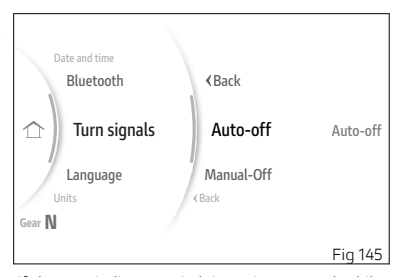 Date and time
Bluetooth
‹Back
Turn signals
Auto-off
Auto-off
Language
Manual-Off
Units
‹Back
Gear N
Fig 145